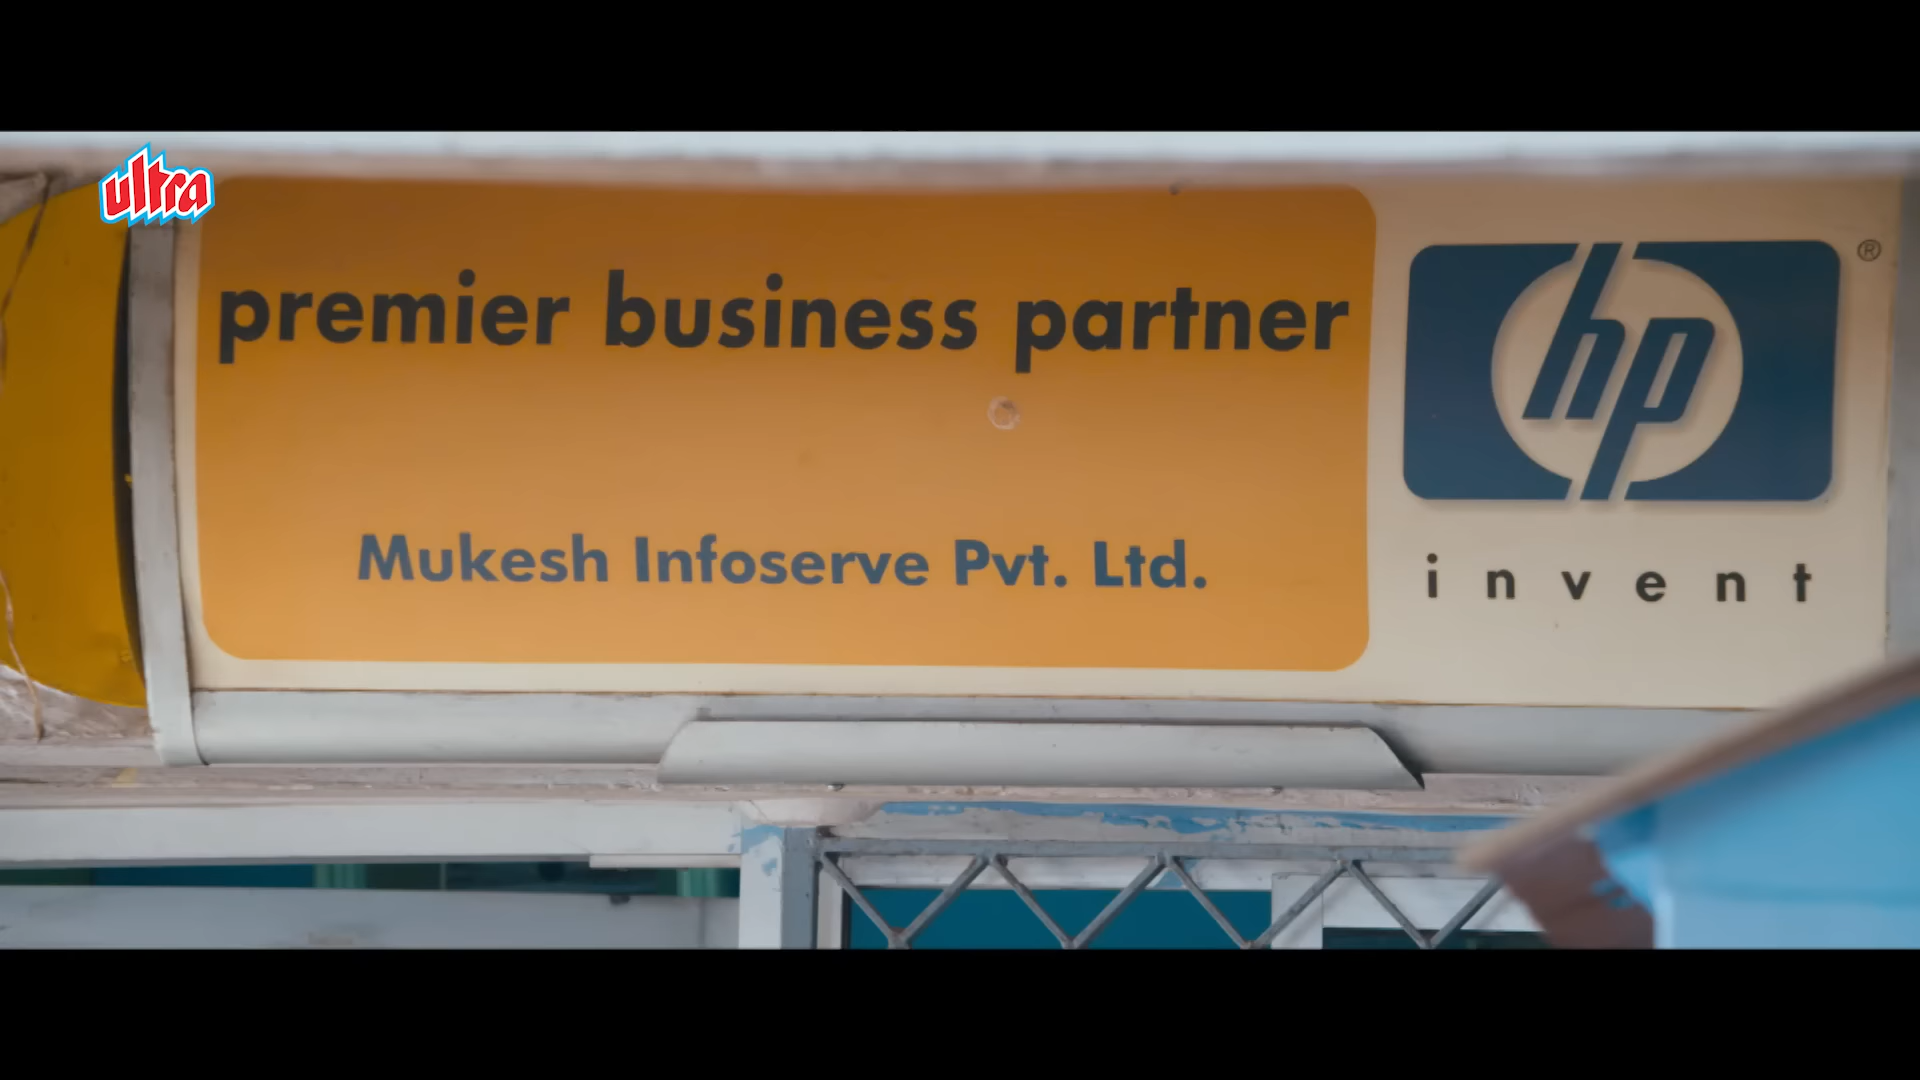 ultra
premier business partner
hp ®
Mukesh Infoserve Pvt. Ltd.
invent